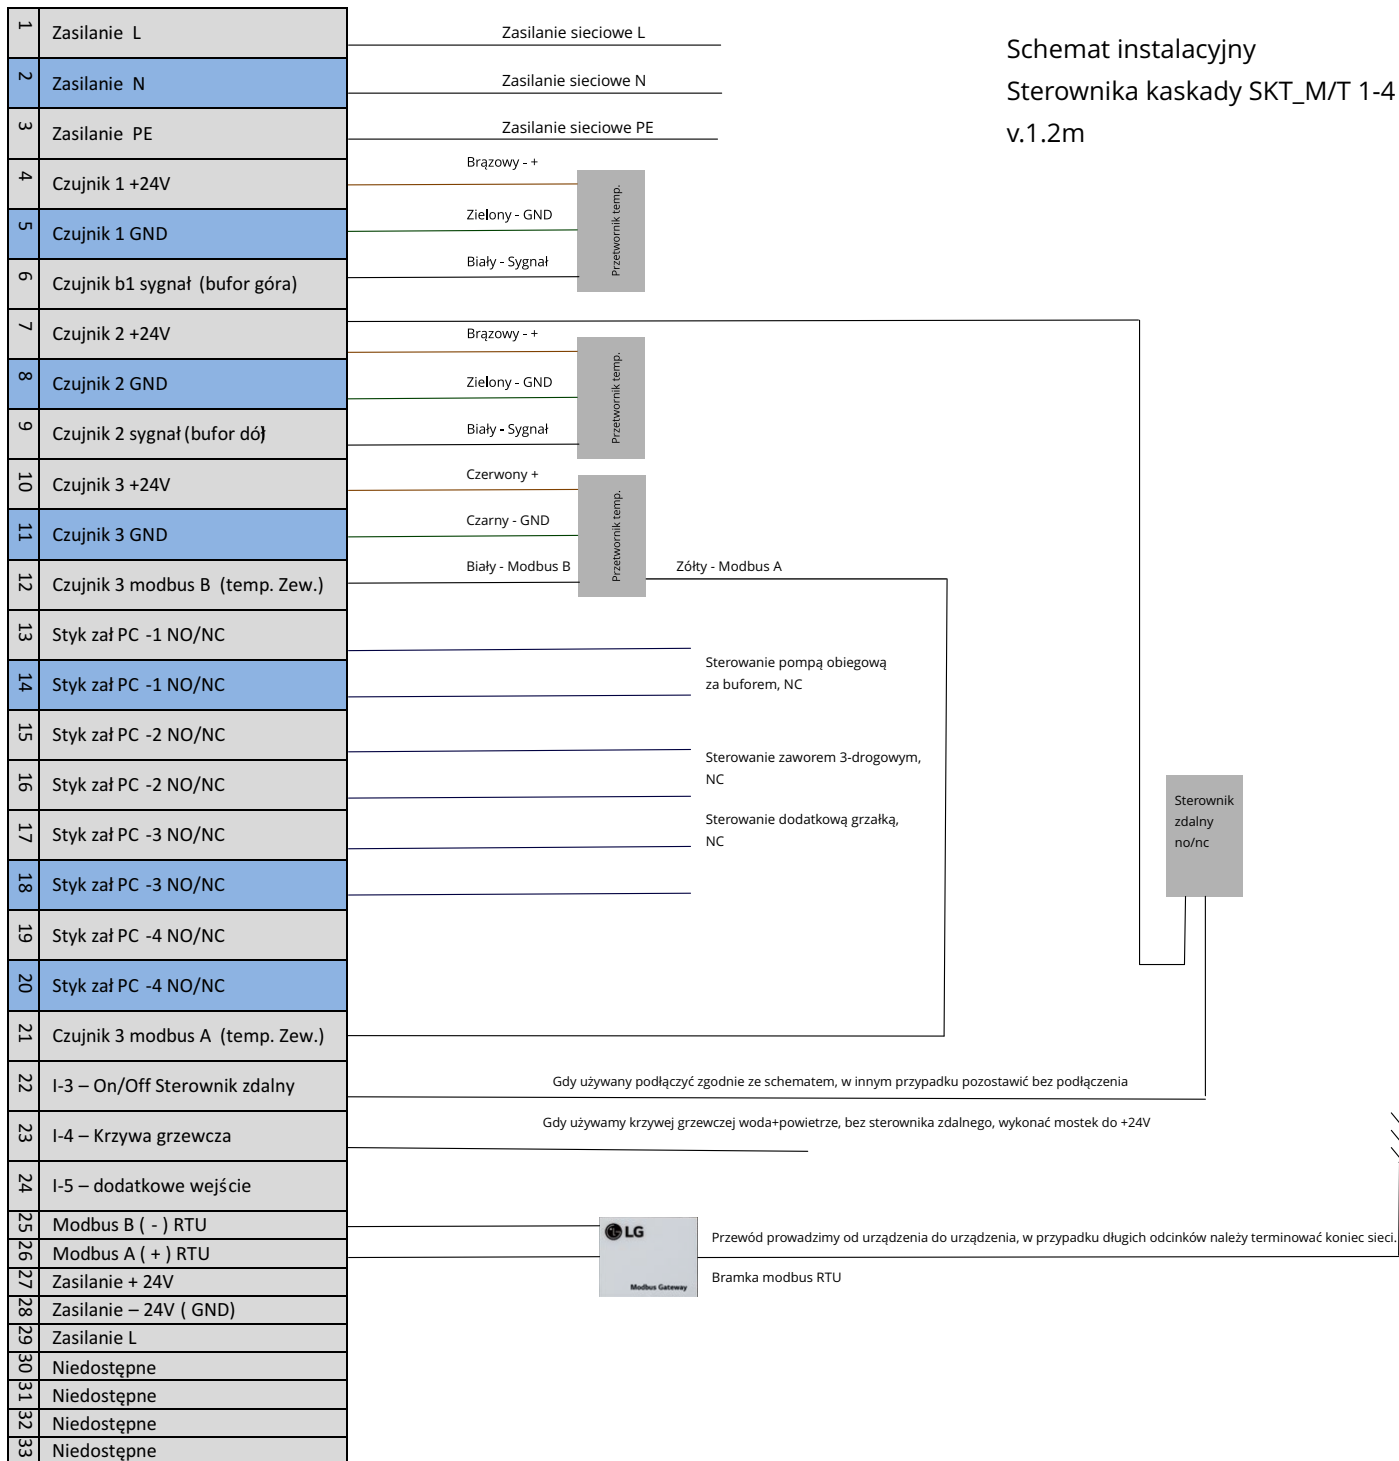 Schemat instalacyjny
Sterownika kaskady SKT_M/T 1-4
v.1.2m
1 Zasilanie L
Zasilanie sieciowe L
2 Zasilanie N
Zasilanie sieciowe N
3 Zasilanie PE
Zasilanie sieciowe PE
4 Czujnik 1 +24V
Brązowy - +
5 Czujnik 1 GND
Zielony - GND
6 Czujnik b1 sygnał (bufor góra)
Biały - Sygnał
Przetwornik temp.
7 Czujnik 2 +24V
Brązowy - +
8 Czujnik 2 GND
Zielony - GND
9 Czujnik 2 sygnał (bufor dół)
Biały - Sygnał
Przetwornik temp.
10 Czujnik 3 +24V
Czerwony +
11 Czujnik 3 GND
Czarny - GND
12 Czujnik 3 modbus B (temp. Zew.)
Biały - Modbus B
Przetwornik temp.
Zółty - Modbus A
13 Styk zał PC -1 NO/NC
14 Styk zał PC -1 NO/NC
Sterowanie pompą obiegową
za buforem, NC
15 Styk zał PC -2 NO/NC
16 Styk zał PC -2 NO/NC
Sterowanie zaworem 3-drogowym,
NC
17 Styk zał PC -3 NO/NC
18 Styk zał PC -3 NO/NC
Sterowanie dodatkową grzałką,
NC
Sterownik
zdalny
no/nc
19 Styk zał PC -4 NO/NC
20 Styk zał PC -4 NO/NC
21 Czujnik 3 modbus A (temp. Zew.)
22 I-3 – On/Off Sterownik zdalny
Gdy używany podłączyć zgodnie ze schematem, w innym przypadku pozostawić bez podłączenia
23 I-4 – Krzywa grzewcza
Gdy używamy krzywej grzewczej woda+powietrze, bez sterownika zdalnego, wykonać mostek do +24V
24 I-5 – dodatkowe wejście
25 Modbus B ( - ) RTU
26 Modbus A ( + ) RTU
LG
Modbus Gateway
Przewód prowadzimy od urządzenia do urządzenia, w przypadku długich odcinków należy terminować koniec sieci.
Bramka modbus RTU
27 Zasilanie + 24V
28 Zasilanie – 24V ( GND)
29 Zasilanie L
30 Niedostępne
31 Niedostępne
32 Niedostępne
33 Niedostępne